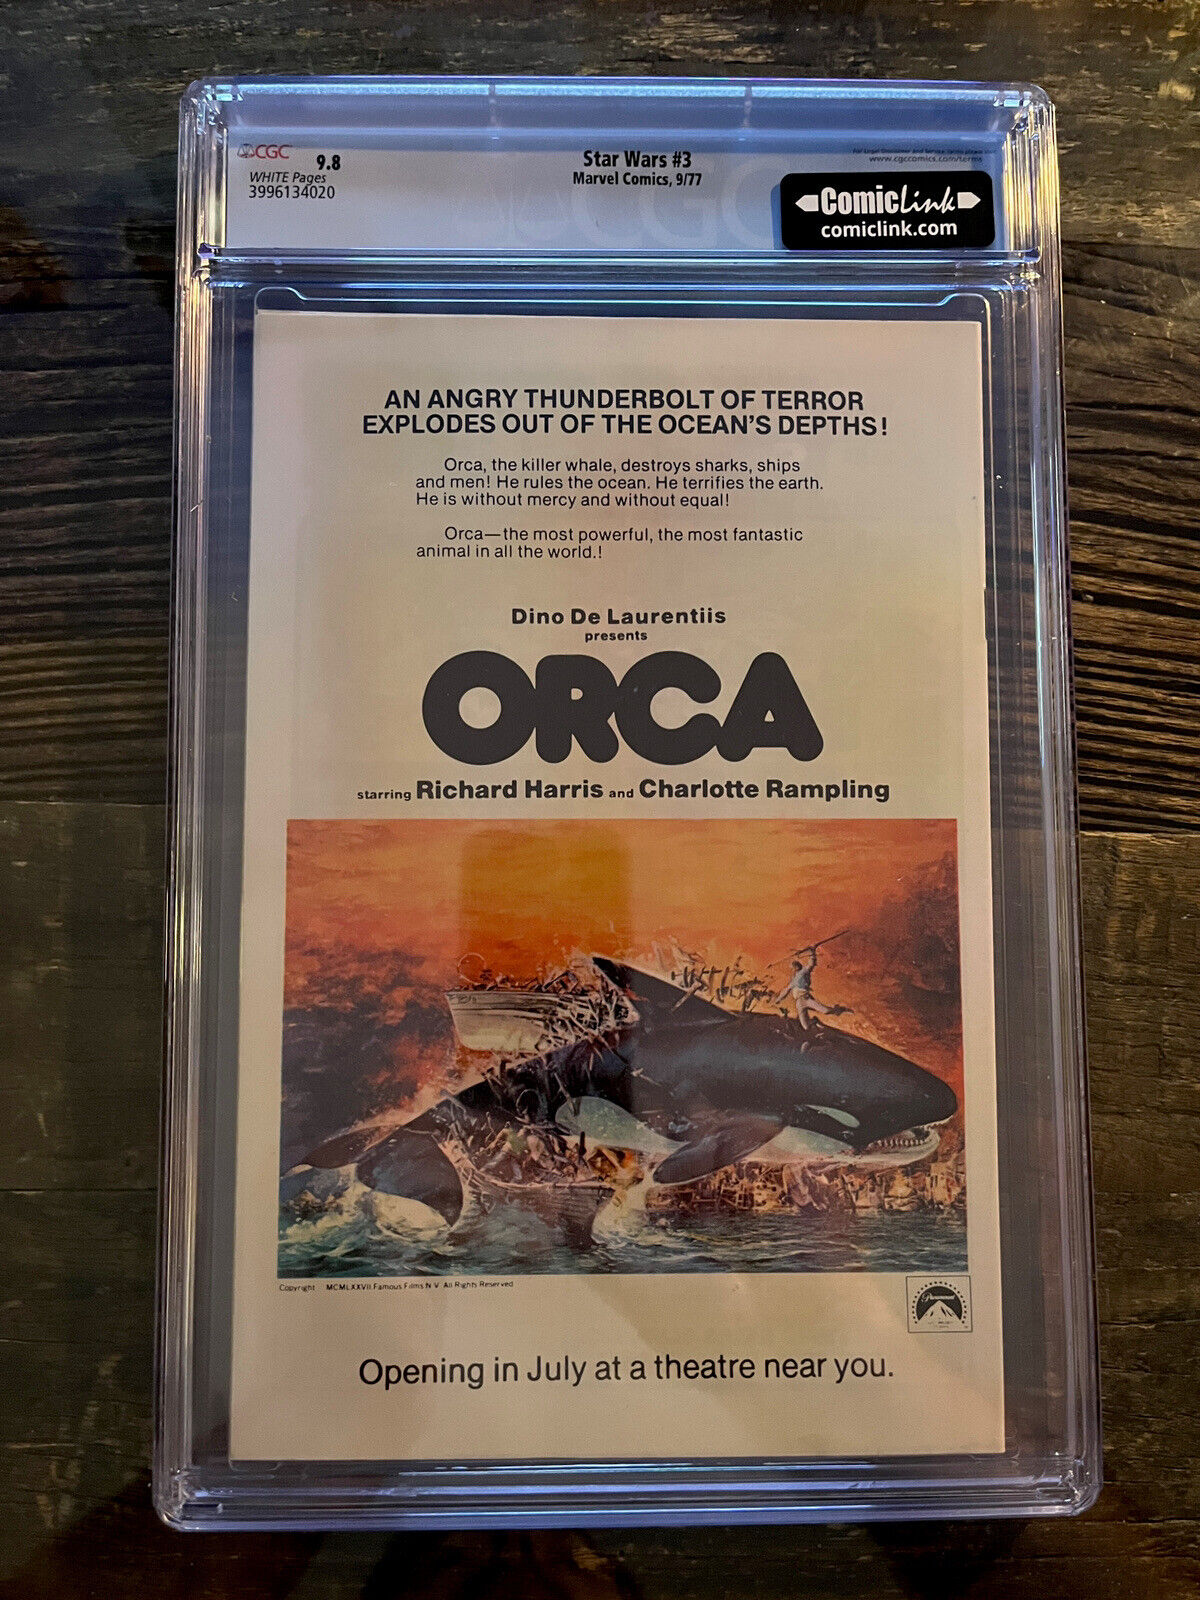 CGC 9.8
WHITE Pages
3996134020
Star Wars #3
Marvel Comics, 9/77
www.cgccomics.com/terms
ComicLink
comiclink.com
CGC
AN ANGRY THUNDERBOLT OF TERROR
EXPLODES OUT OF THE OCEAN'S DEPTHS!
Orca, the killer whale, destroys sharks, ships
and men! He rules the ocean. He terrifies the earth.
He is without mercy and without equal!
Orca—the most powerful, the most fantastic
animal in all the world.!
Dino De Laurentiis
presents
ORCA
starring Richard Harris and Charlotte Rampling
Copyright MCMLXXVII Famous Films N V All Rights Reserved
Paramount
Opening in July at a theatre near you.